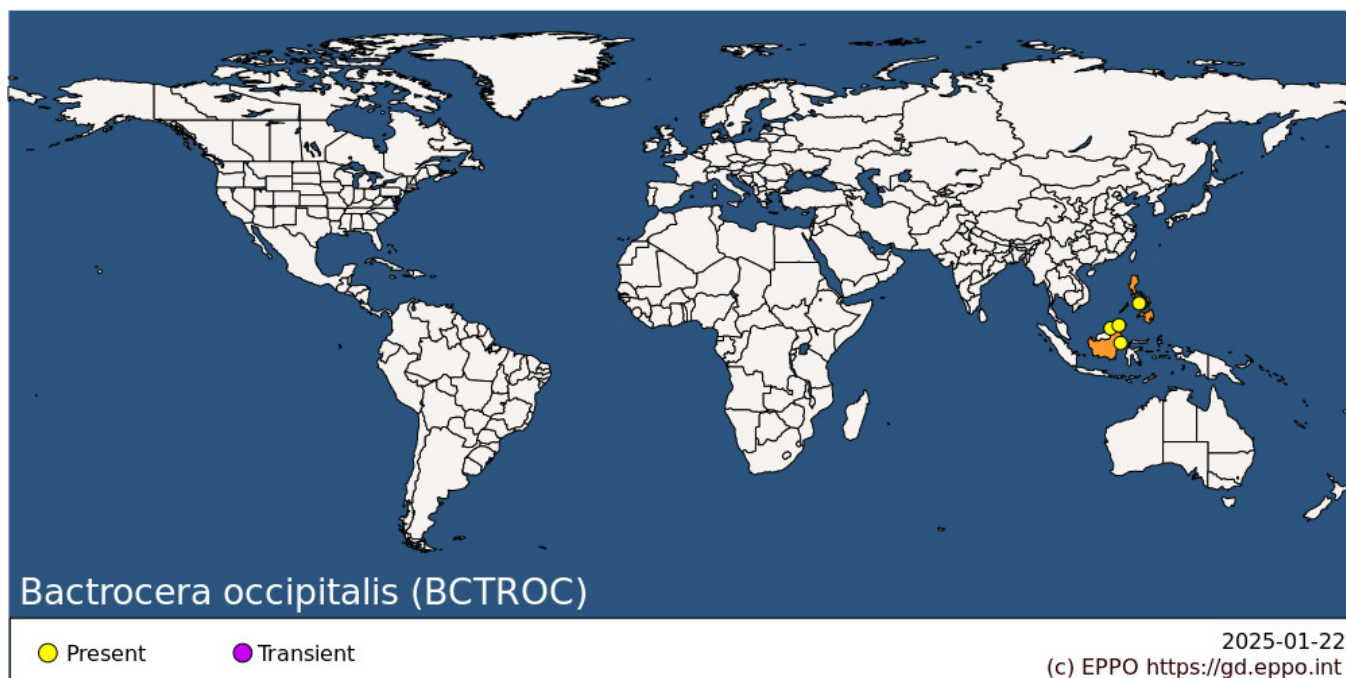 Bactrocera occipitalis (BCTROC)
Present
Transient
2025-01-22
(c) EPPO https://gd.eppo.int